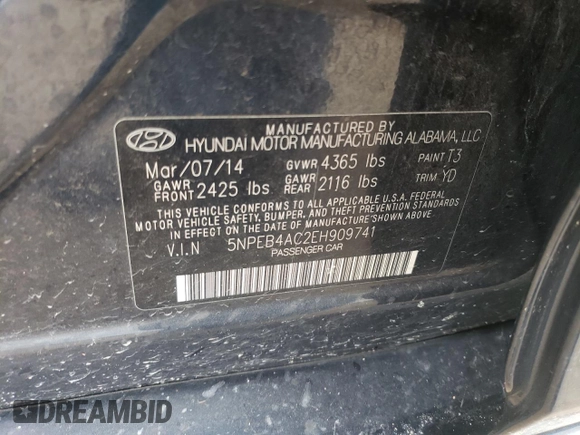 MANUFACTURED BY
HYUNDAI MOTOR MANUFACTURING ALABAMA, LLC
Mar/07/14 GVWR 4365 lbs PAINT T3
GAWR FRONT 2425 lbs GAWR REAR 2116 lbs TRIM YD
THIS VEHICLE CONFORMS TO ALL APPLICABLE U.S.A. FEDERAL
MOTOR VEHICLE SAFETY, BUMPER, AND THEFT PREVENTION STANDARDS
IN EFFECT ON THE DATE OF MANUFACTURE SHOWN ABOVE.
V.I.N 5NPEB4AC2EH909741
PASSENGER CAR
DREAMBID